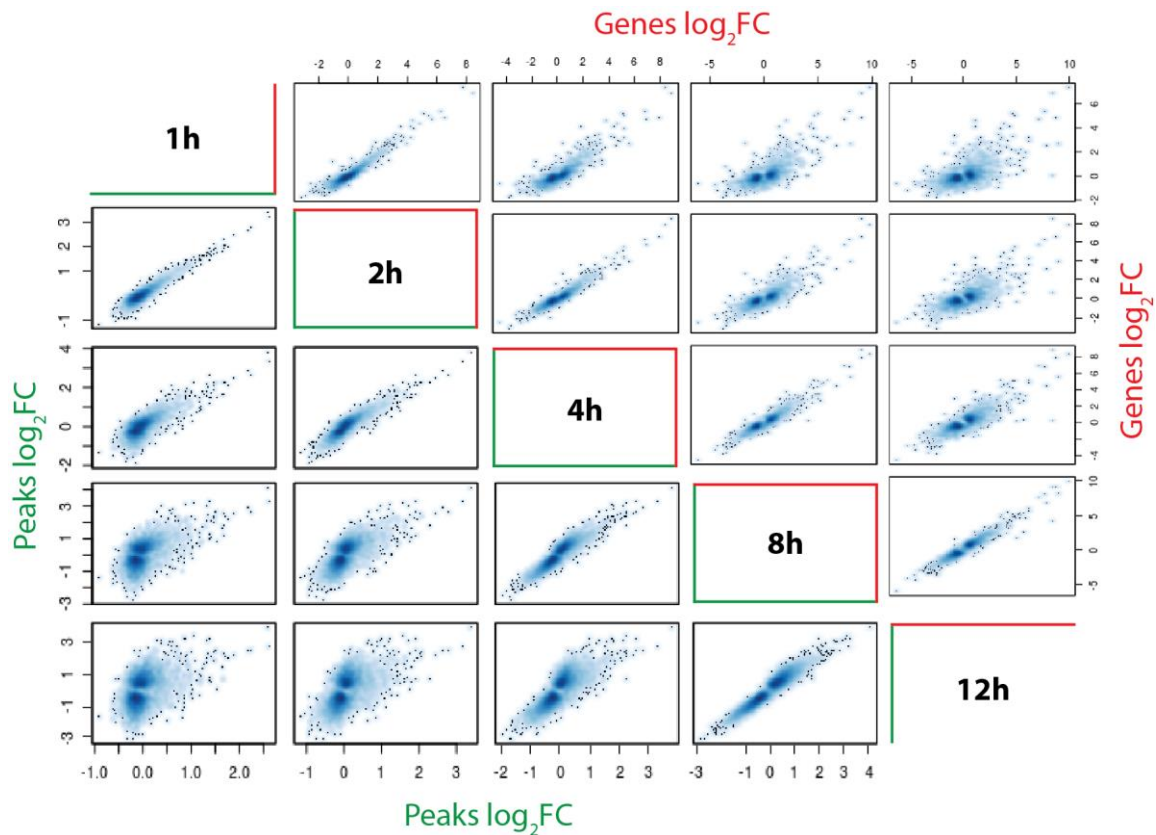 Genes log₂FC
-2 0 2 4 6 8
-4 -2 0 2 4 6 8
-5 0 5 10
-5 0 5 10
1h
-2 0 2 4 6
-1 1 2 3
2h
-2 0 2 4 6 8
Genes log₂FC
Peaks log₂FC
-2 0 2 4
4h
-4 0 2 4 6 8
-3 -1 1 3
8h
-5 0 5 10
-3 -1 1 3
12h
-1.0 0.0 1.0 2.0
-1 0 1 2 3
-2 -1 0 1 2 3
-3 -1 0 1 2 3 4
Peaks log₂FC